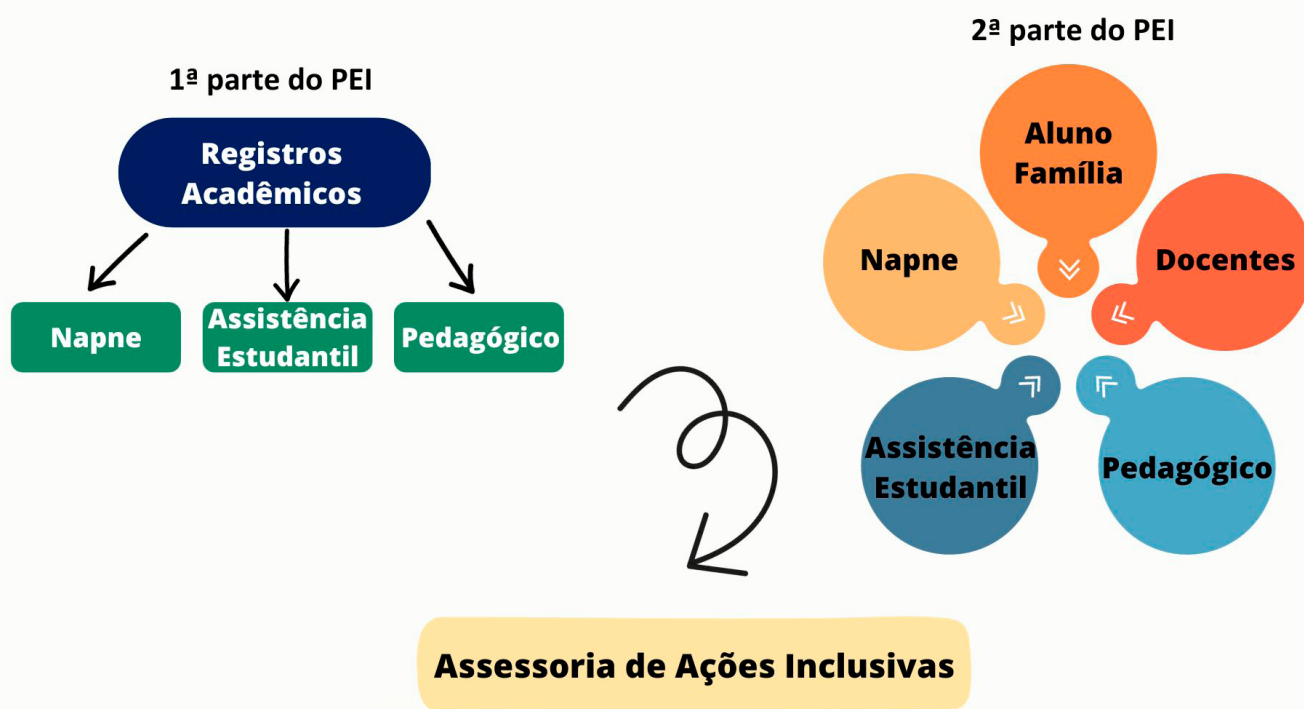 1ª parte do PEI
Registros
Acadêmicos
Napne
Assistência
Estudantil
Pedagógico
2ª parte do PEI
Aluno
Família
Napne
Docentes
Assistência
Estudantil
Pedagógico
Assessoria de Ações Inclusivas